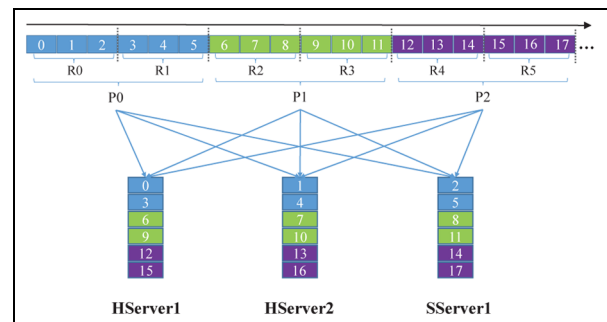 0 1 2 3 4 5 6 7 8 9 10 11 12 13 14 15 16 17 ...
R0 R1 R2 R3 R4 R5
P0 P1 P2
0 1 2
3 4 5
6 7 8
9 10 11
12 13 14
15 16 17
HServer1 HServer2 SServer1